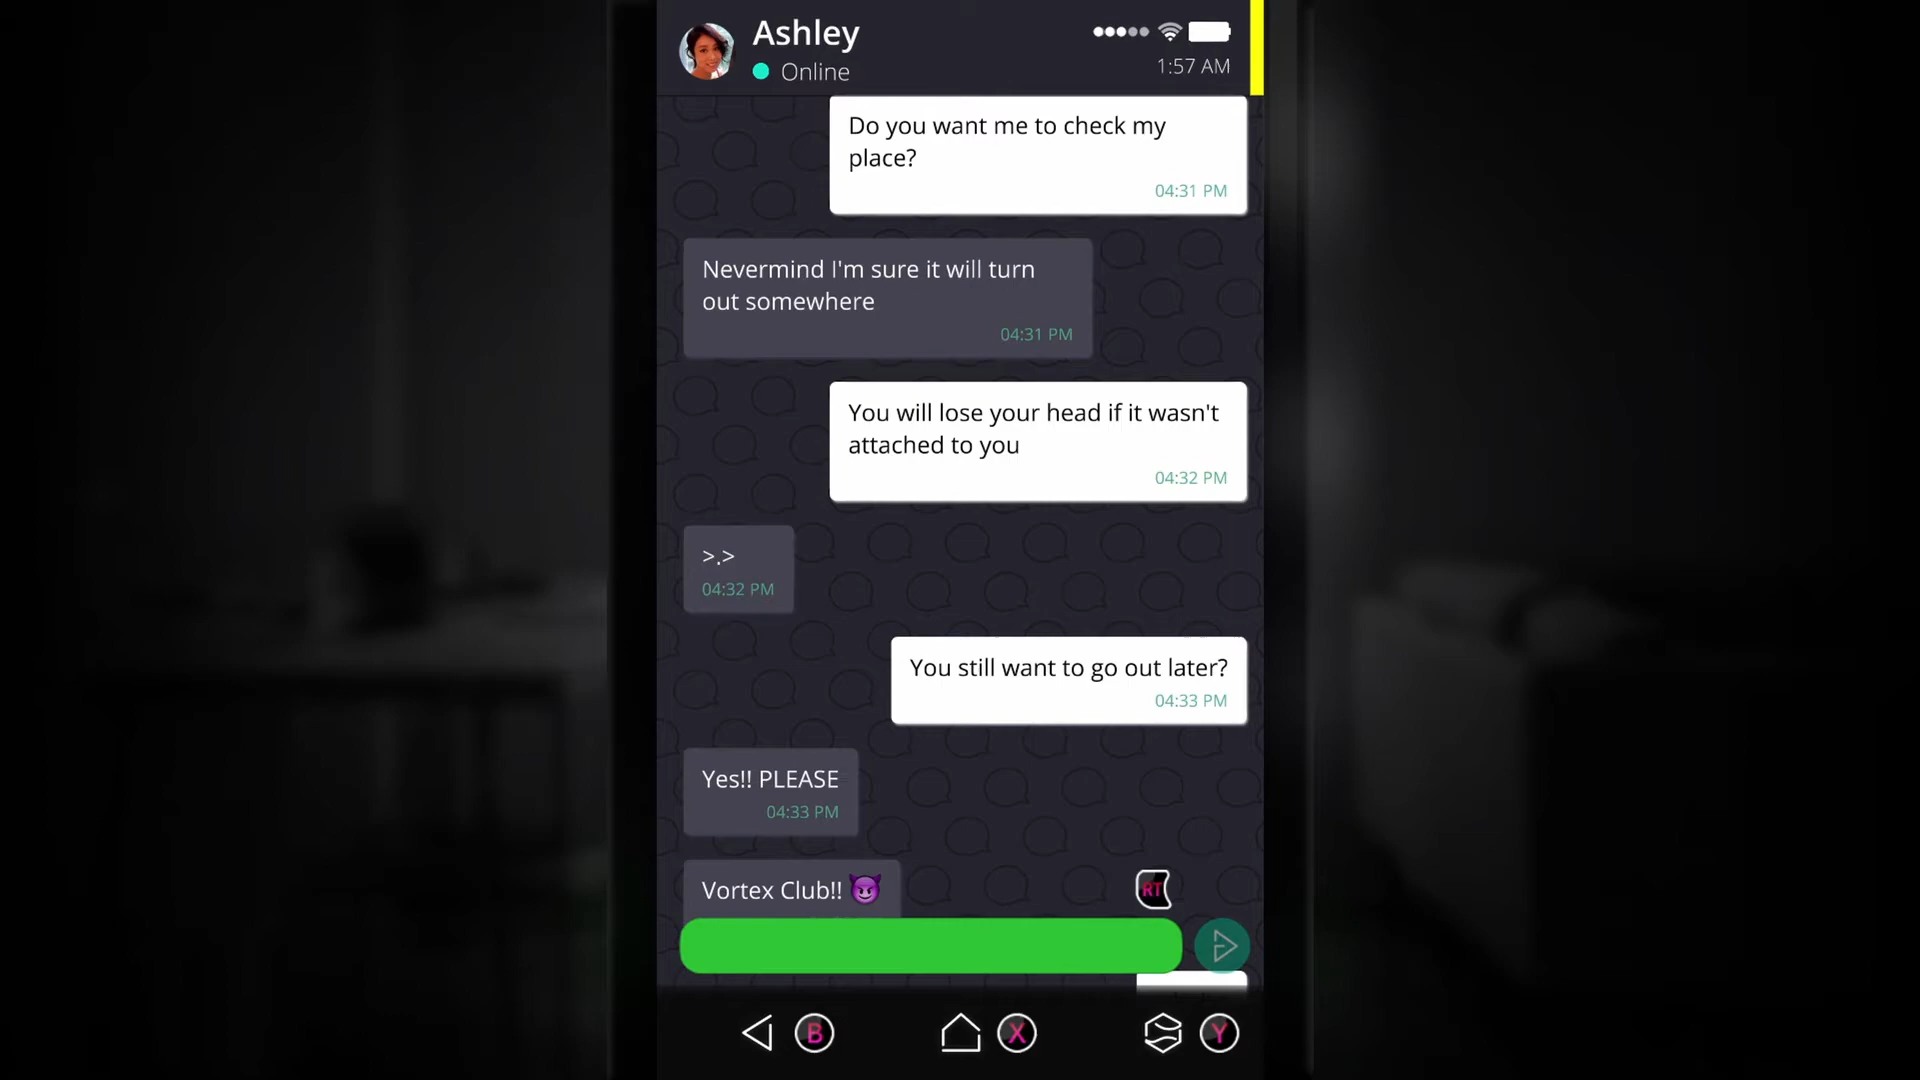 Ashley
Online
1:57 AM
Do you want me to check my
place?
04:31 PM
Nevermind I'm sure it will turn
out somewhere
04:31 PM
You will lose your head if it wasn't
attached to you
04:32 PM
>.>
04:32 PM
You still want to go out later?
04:33 PM
Yes!! PLEASE
04:33 PM
Vortex Club!! 😈
RT
B
X
Y